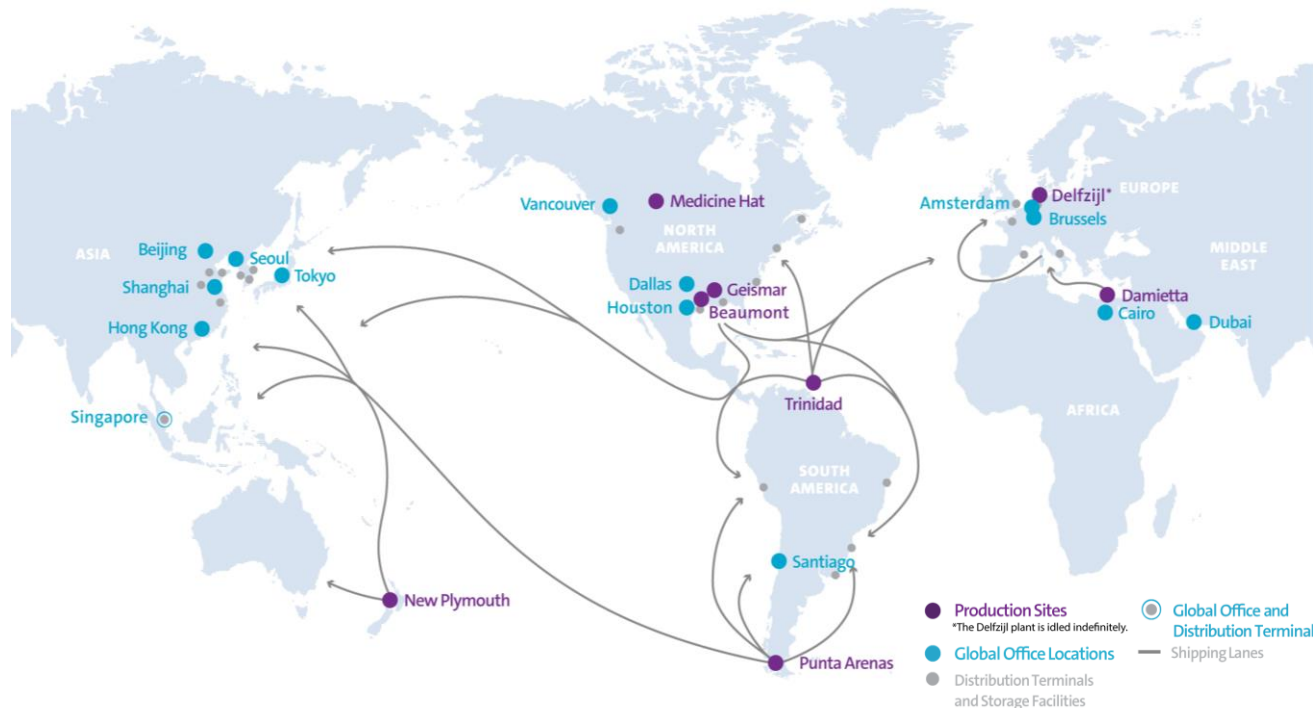 Vancouver
Medicine Hat
NORTH
AMERICA
Amsterdam
Delfzijl*
EUROPE
Brussels
ASIA
Beijing
Seoul
Tokyo
Shanghai
Hong Kong
MIDDLE
EAST
Dallas
Geismar
Houston
Beaumont
Damietta
Cairo
Dubai
Singapore
Trinidad
AFRICA
SOUTH
AMERICA
Santiago
New Plymouth
Punta Arenas
Production Sites
*The Delfzijl plant is idled indefinitely.
Global Office Locations
Distribution Terminals
and Storage Facilities
Global Office and
Distribution Terminal
Shipping Lanes